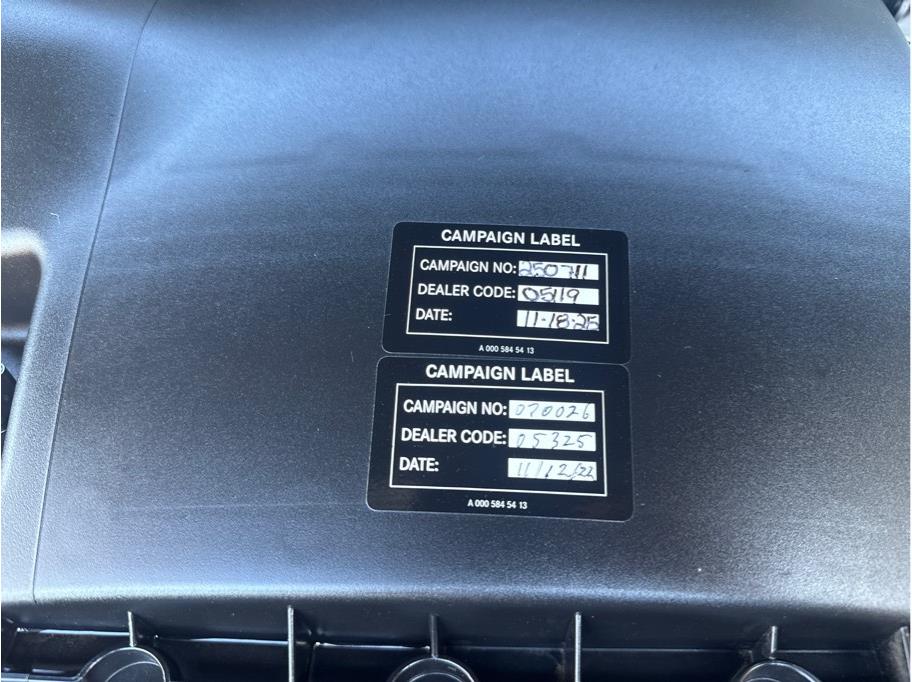 CAMPAIGN LABEL
CAMPAIGN NO: 250711
DEALER CODE: 05119
DATE: 11-18-25
A 000 584 54 13
CAMPAIGN LABEL
CAMPAIGN NO: 070026
DEALER CODE: 05325
DATE: 11/12/22
A 000 584 54 13